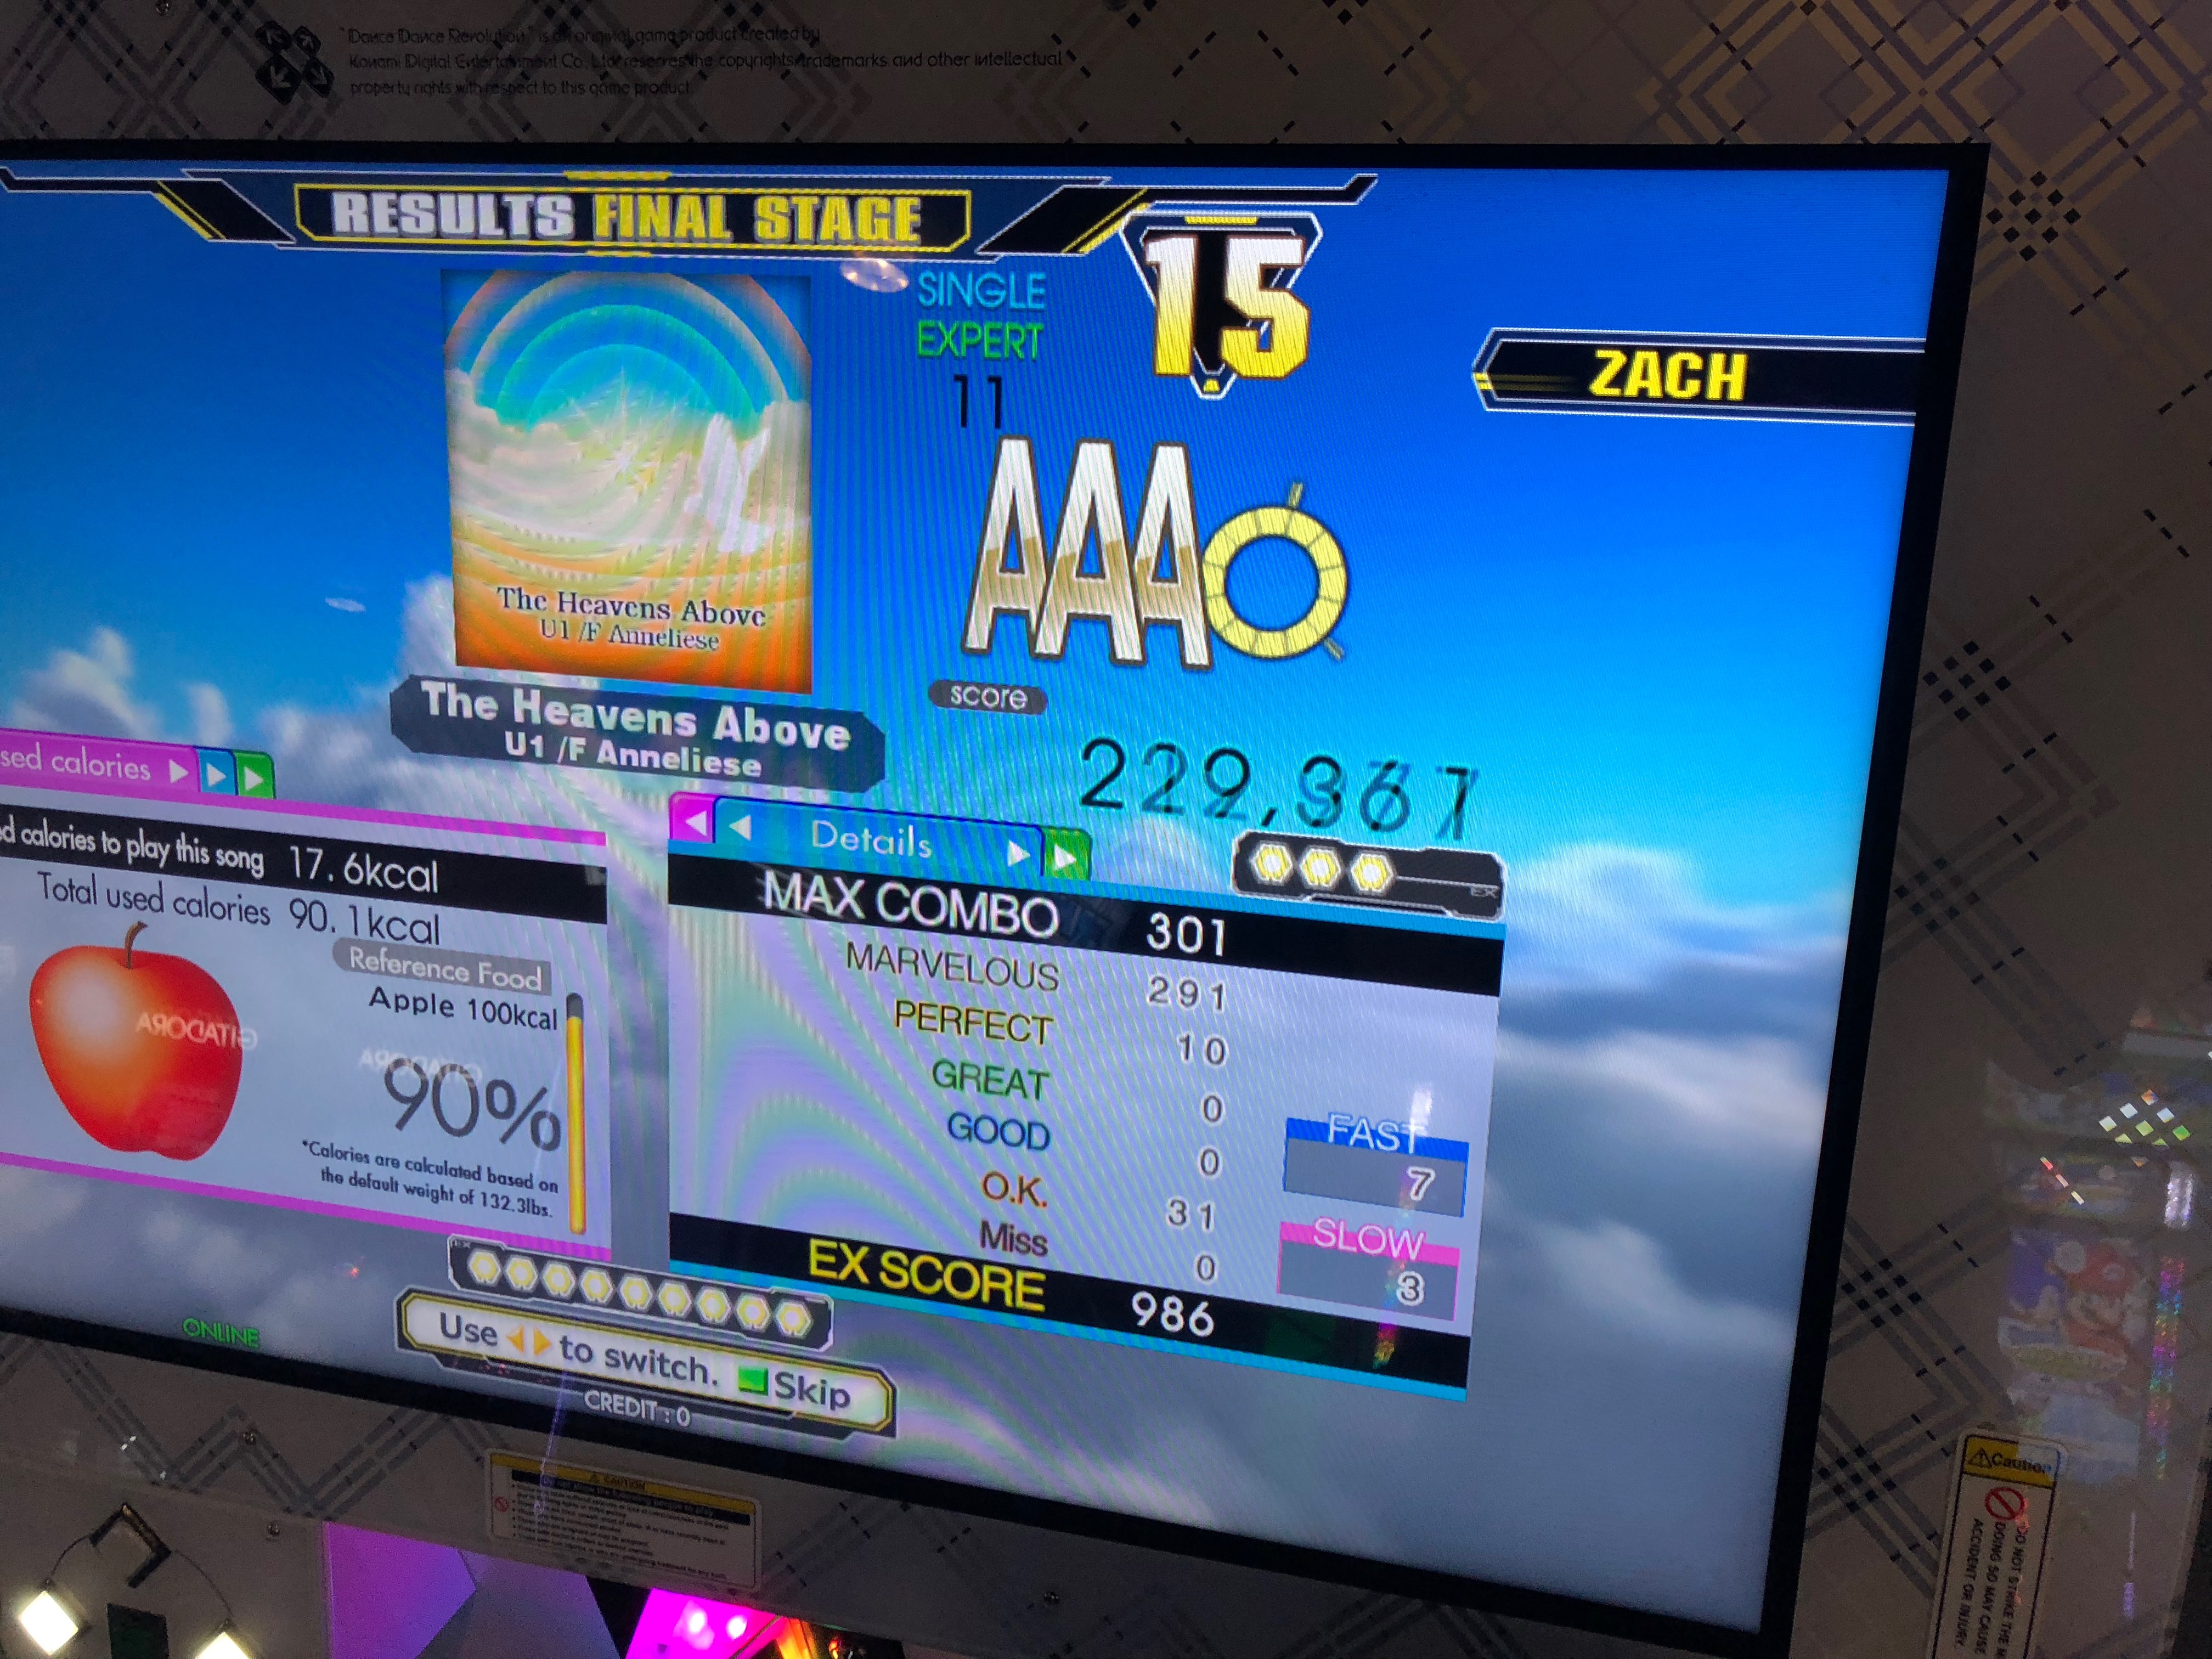 "Dance Dance Revolution" is an original game product created by
Konami Digital Entertainment Co., Ltd. reserves the copyrights, trademarks and other intellectual
property rights with respect to this game product.
RESULTS FINAL STAGE
15
SINGLE
EXPERT
11
ZACH
AAA
The Heavens Above
U1 /F Anneliese
The Heavens Above
U1 /F Anneliese
score
sed calories
Details
d calories to play this song 17.6kcal
Total used calories 90.1kcal
Reference Food
Apple 100kcal
90%
*Calories are calculated based on
the default weight of 132.3lbs.
GITADORA
GITADORA
EX
MAX COMBO 301
MARVELOUS 291
PERFECT 10
GREAT 0
GOOD 0
O.K. 31
Miss 0
EX SCORE 986
FAST
7
SLOW
3
EX
Use to switch. Skip
ONLINE
CREDIT : 0
CAUTION
Caution
DO NOT STRIKE THE
DOING SO MAY CAUSE
ACCIDENT OR INJURY